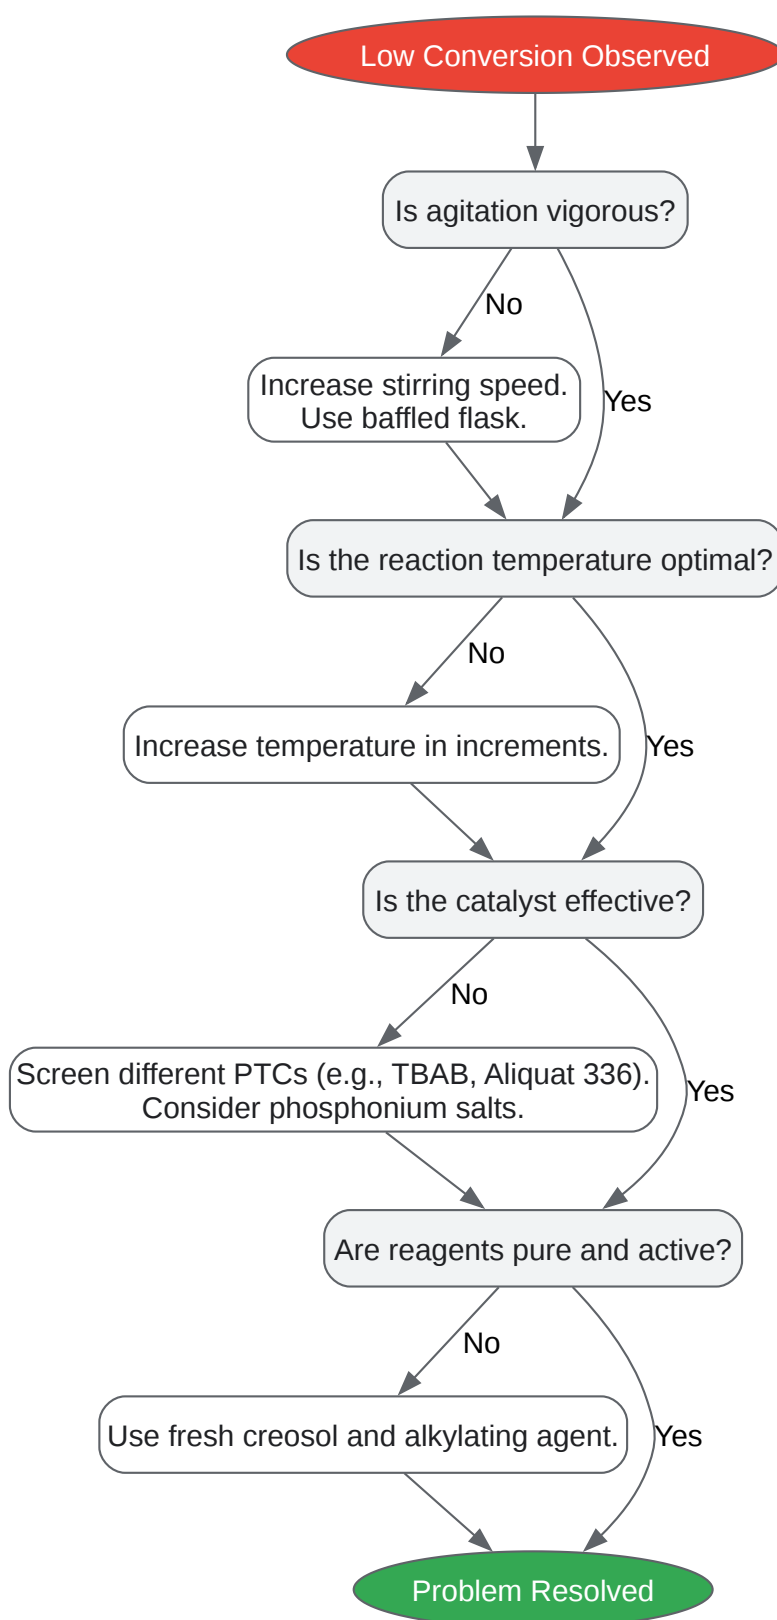 Low Conversion Observed
Is agitation vigorous?
No
Increase stirring speed.
Use baffled flask.
Yes
Is the reaction temperature optimal?
No
Increase temperature in increments.
Yes
Is the catalyst effective?
No
Screen different PTCs (e.g., TBAB, Aliquat 336).
Consider phosphonium salts.
Yes
Are reagents pure and active?
No
Use fresh creosol and alkylating agent.
Yes
Problem Resolved